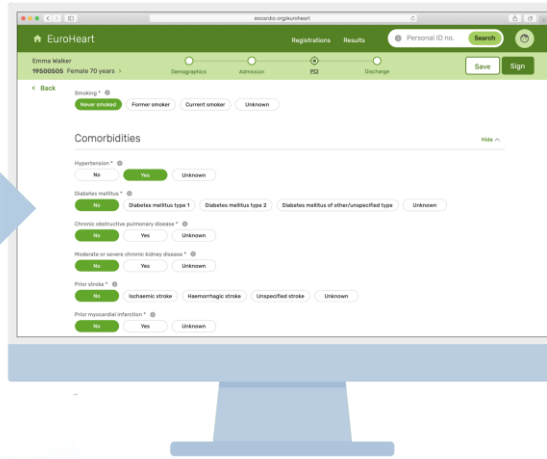 escardio.org/euroheart
EuroHeart
Registrations Results Personal ID no. Search
Emma Walker
19500505 Female 70 years >
Demographics Admission PCI Discharge
Save Sign
< Back
Smoking *
Never smoked Former smoker Current smoker Unknown
Comorbidities
Hide
Hypertension *
No Yes Unknown
Diabetes mellitus *
No Diabetes mellitus type 1 Diabetes mellitus type 2 Diabetes mellitus of other/unspecified type Unknown
Chronic obstructive pulmonary disease *
No Yes Unknown
Moderate or severe chronic kidney disease *
No Yes Unknown
Prior stroke *
No Ischaemic stroke Haemorrhagic stroke Unspecified stroke Unknown
Prior myocardial infarction *
No Yes Unknown